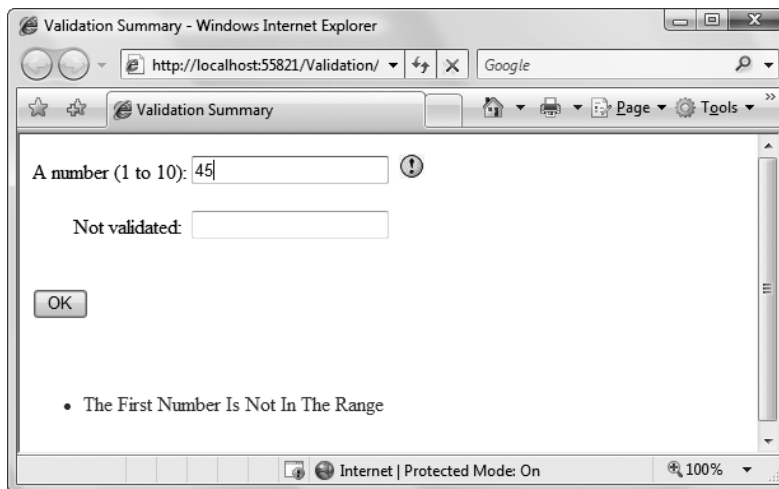 Validation Summary - Windows Internet Explorer
http://localhost:55821/Validation/
Google
Validation Summary
Page
Tools
A number (1 to 10): 45
Not validated:
OK
• The First Number Is Not In The Range
Internet | Protected Mode: On
100%